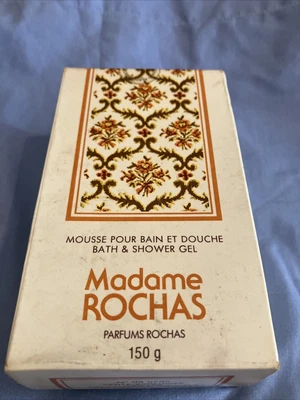 MOUSSE POUR BAIN ET DOUCHE
BATH & SHOWER GEL
Madame
ROCHAS
PARFUMS ROCHAS
150 g